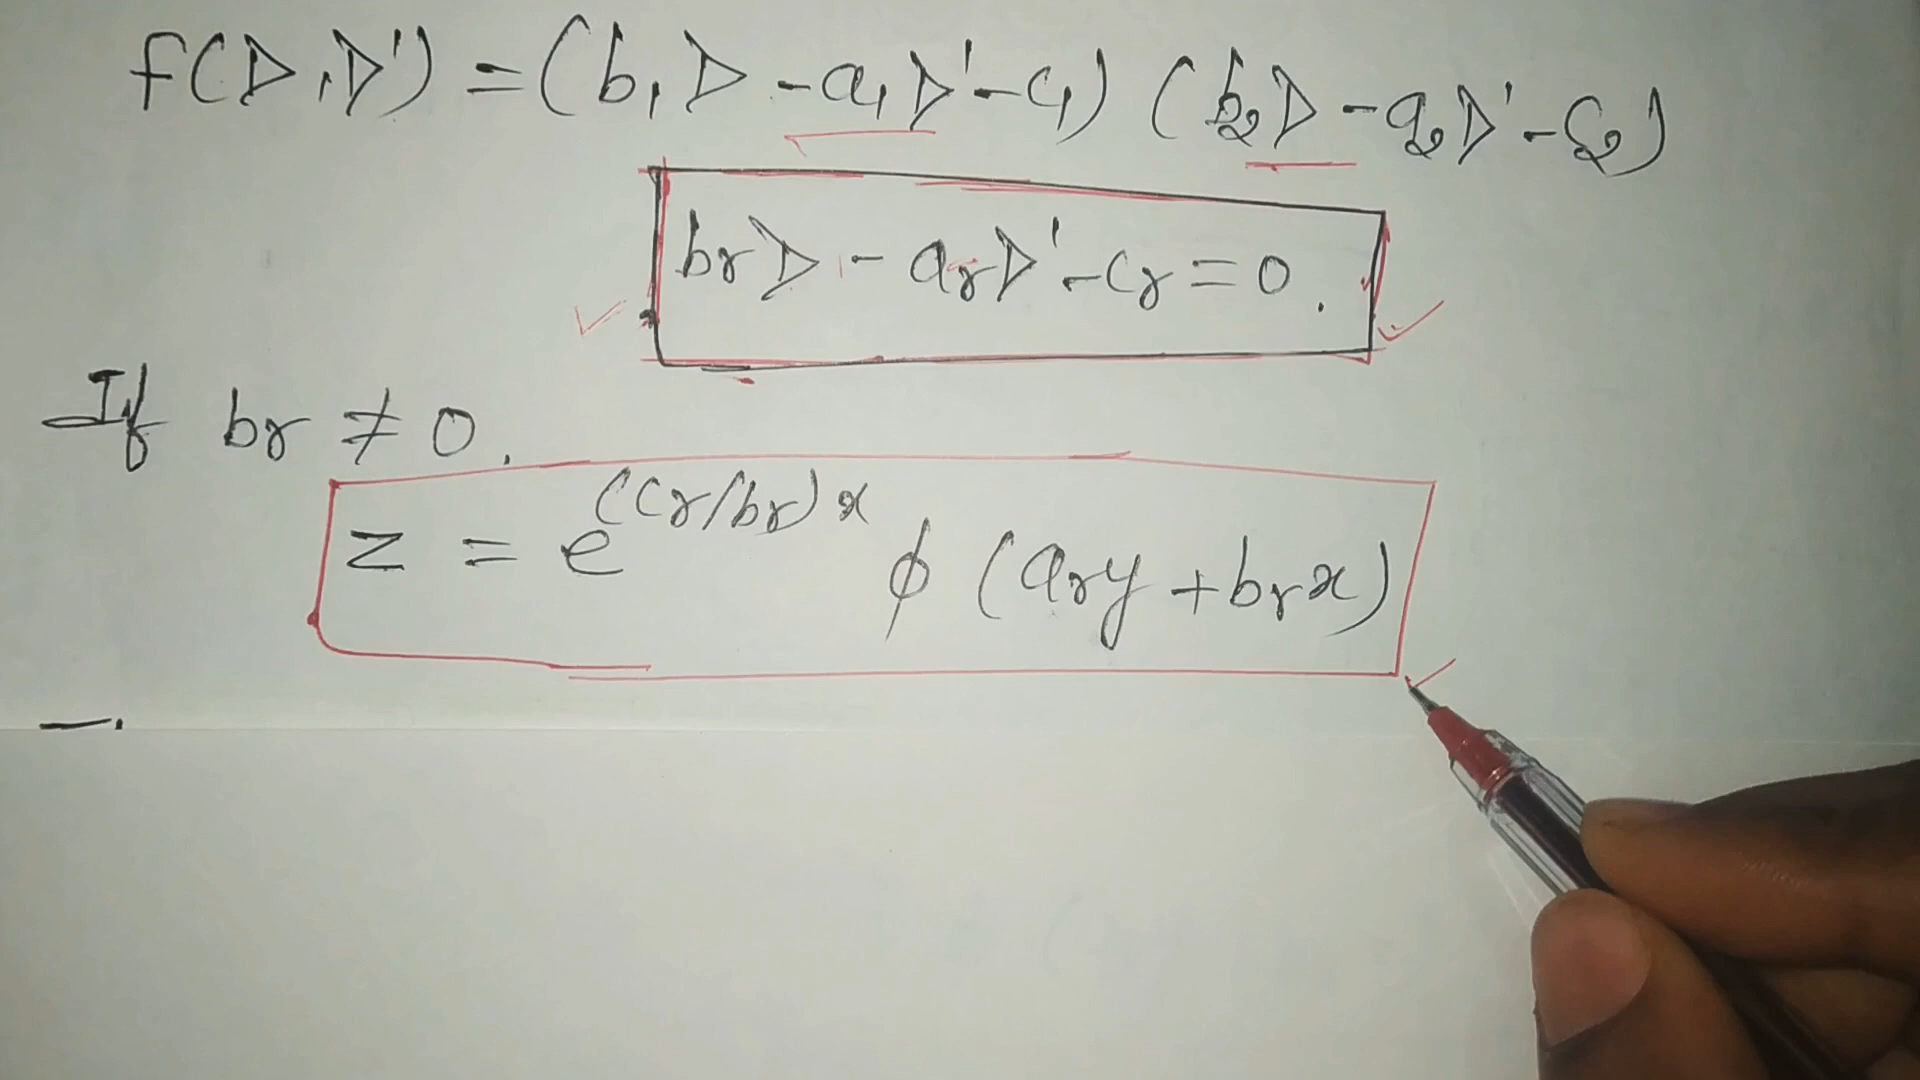 f(D,D') = (b₁D - a₁D' - c₁) (b₂D - a₂D' - c₂)
brD - arD' - cr = 0.
If br ≠ 0.
z = e^((cr/br)x) ϕ (ary + brx)